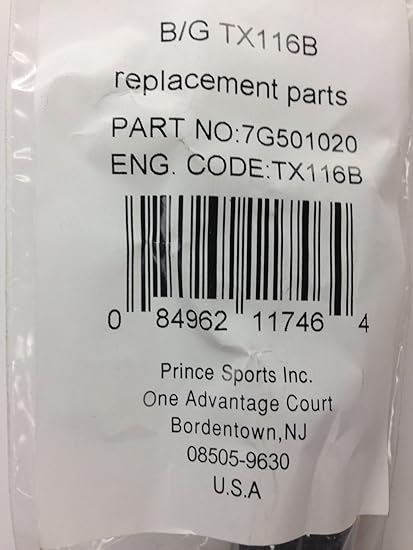 B/G TX116B
replacement parts
PART NO:7G501020
ENG. CODE:TX116B
0 84962 11746 4
Prince Sports Inc.
One Advantage Court
Bordentown,NJ
08505-9630
U.S.A